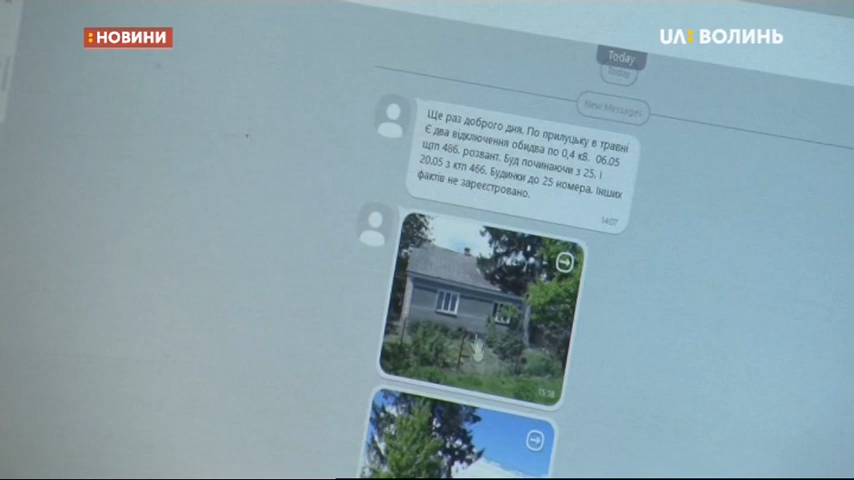 :НОВИНИ
UA: ВОЛИНЬ
Today
Today
New Messages
Ще раз доброго дня. По прилуцьку в травні
Є два відключення обидва по 0,4 кВ. 06.05
щтп 486. розвант. Буд починаючи з 25. І
20.05 з ктп 466. Будинки до 25 номера. Інших
фактів не зареєстровано.
14:07
15:18